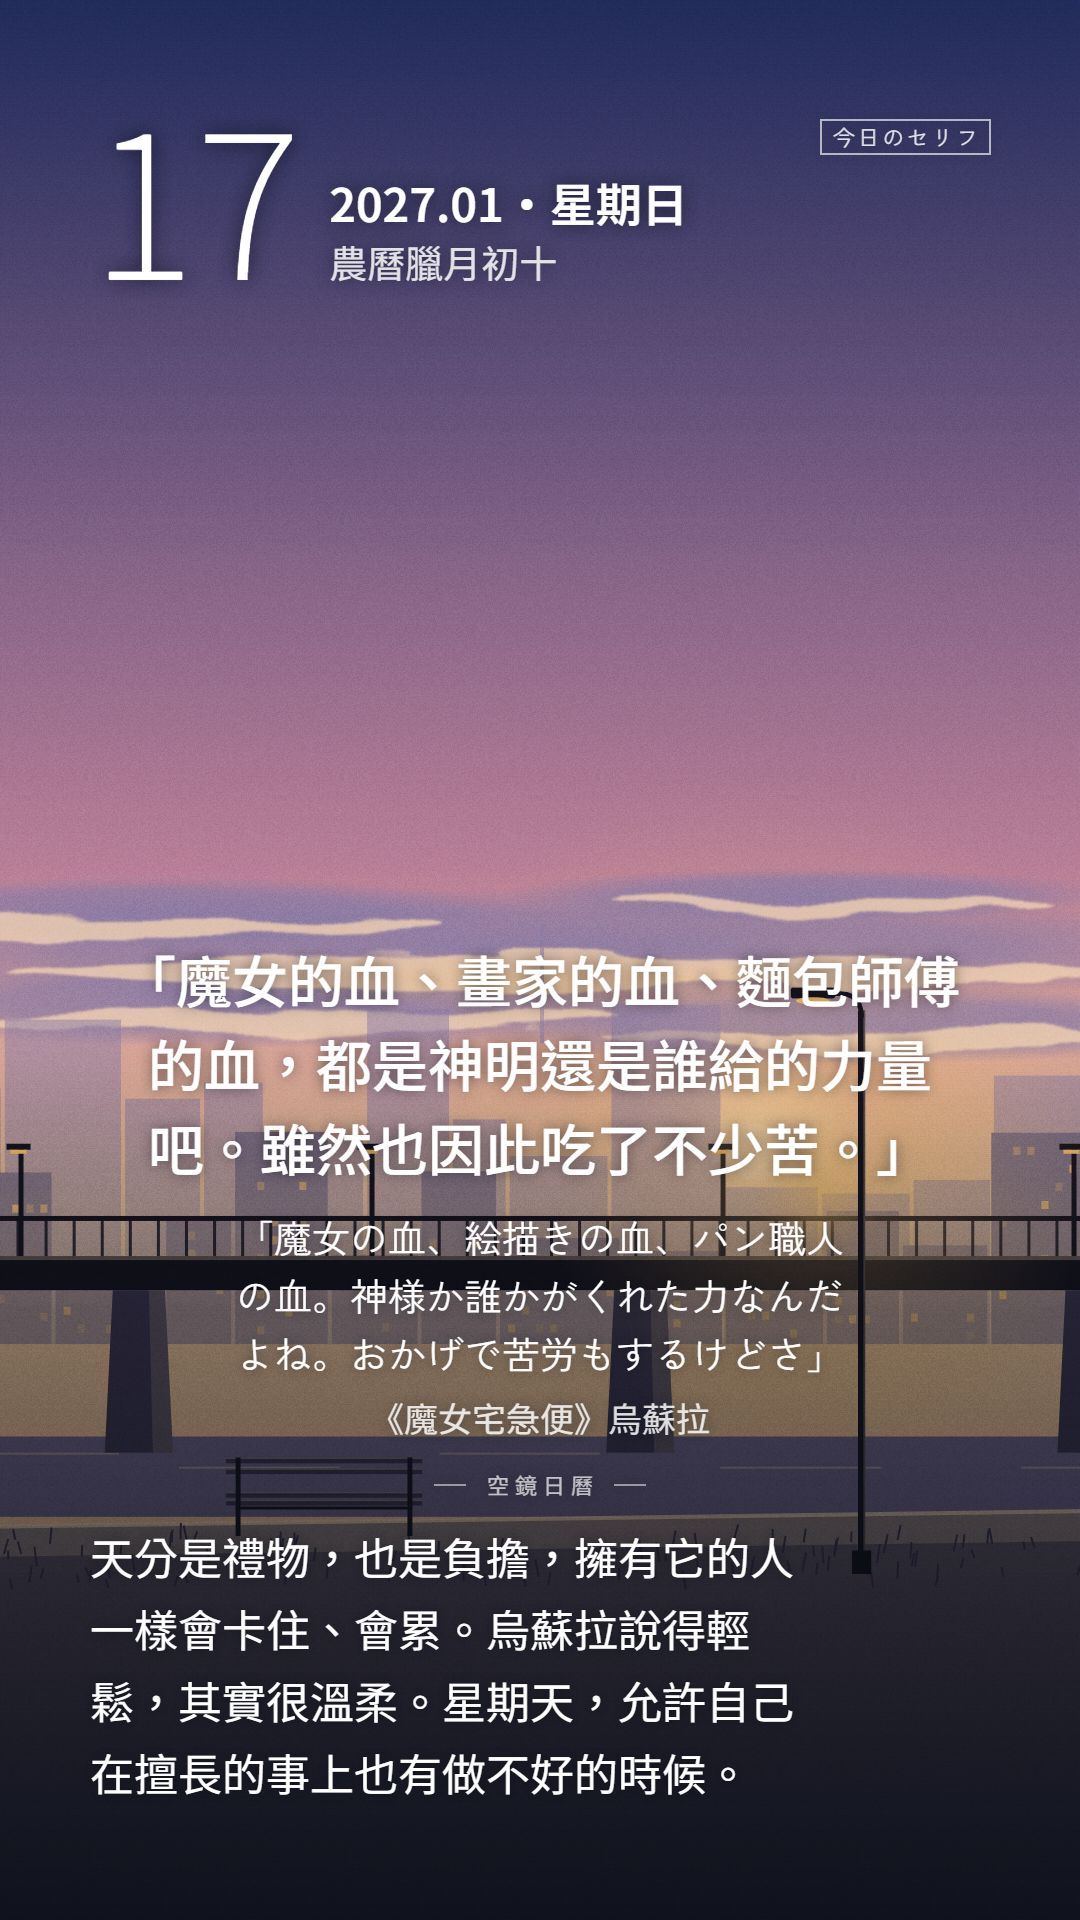 17
2027.01・星期日
農曆臘月初十
今日のセリフ
「魔女的血、畫家的血、麵包師傅
的血，都是神明還是誰給的力量
吧。雖然也因此吃了不少苦。」
「魔女の血、絵描きの血、パン職人
の血。神様か誰かがくれた力なんだ
よね。おかげで苦労もするけどさ」
《魔女宅急便》烏蘇拉
空鏡日曆
天分是禮物，也是負擔，擁有它的人
一樣會卡住、會累。烏蘇拉說得輕
鬆，其實很溫柔。星期天，允許自己
在擅長的事上也有做不好的時候。